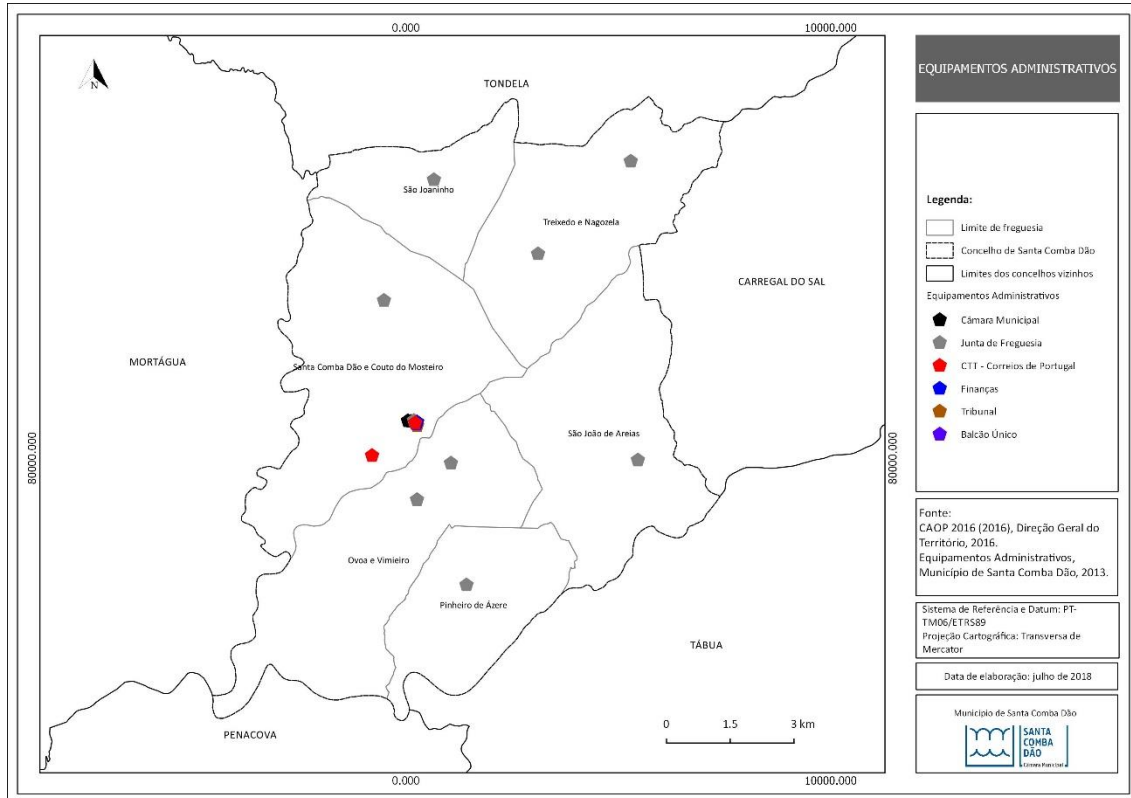 0.000
10000.000
N
TONDELA
São Joaninho
Treixedo e Nagozela
CARREGAL DO SAL
MORTÁGUA
Santa Comba Dão e Couto do Mosteiro
São João de Areias
80000.000
80000.000
Ovoa e Vimieiro
Pinheiro de Ázere
TÁBUA
PENACOVA
0 1.5 3 km
0.000
10000.000
EQUIPAMENTOS ADMINISTRATIVOS
Legenda:
Limite de freguesia
Concelho de Santa Comba Dão
Limites dos concelhos vizinhos
Equipamentos Administrativos
Câmara Municipal
Junta de Freguesia
CTT - Correios de Portugal
Finanças
Tribunal
Balcão Único
Fonte:
CAOP 2016 (2016), Direção Geral do
Território, 2016.
Equipamentos Administrativos,
Município de Santa Comba Dão, 2013.
Sistema de Referência e Datum: PT-
TM06/ETRS89
Projeção Cartográfica: Transversa de
Mercator
Data de elaboração: julho de 2018
Município de Santa Comba Dão
SANTA
COMBA
DÃO
Câmara Municipal